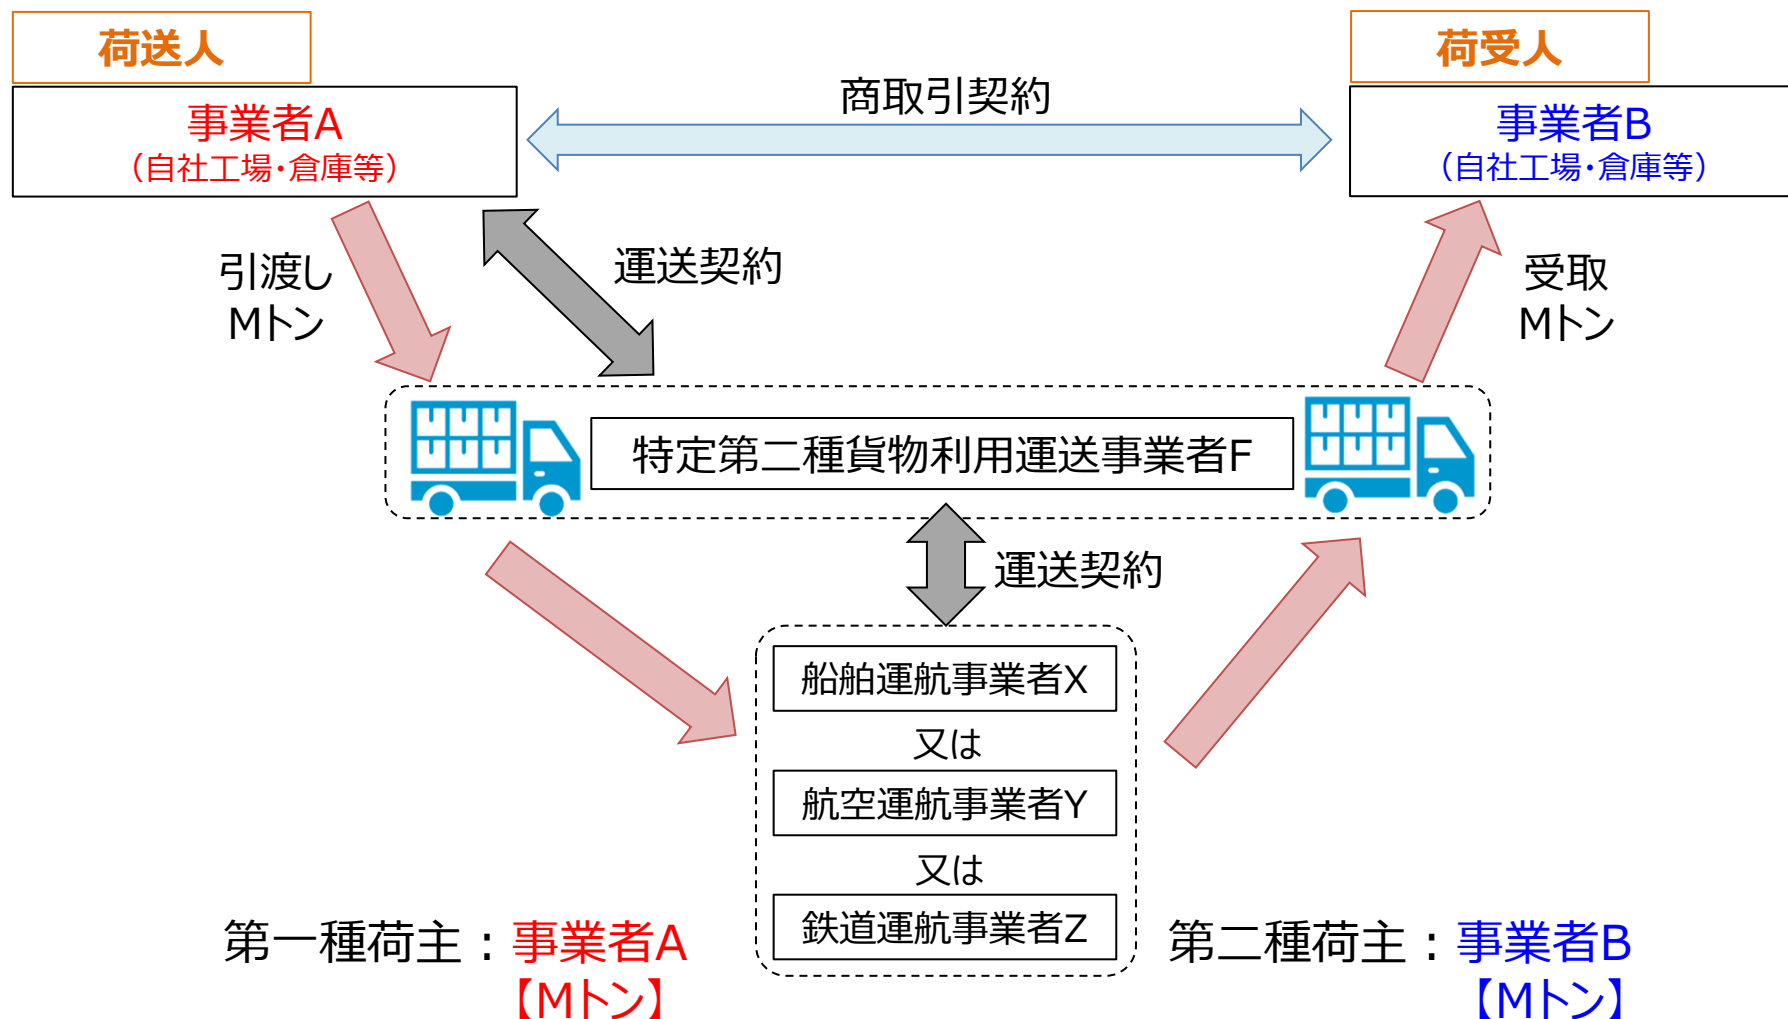 荷送人
荷受人
事業者A
(自社工場・倉庫等)
商取引契約
事業者B
(自社工場・倉庫等)
引渡し
Mトン
運送契約
受取
Mトン
特定第二種貨物利用運送事業者F
運送契約
船舶運航事業者X
又は
航空運航事業者Y
又は
鉄道運航事業者Z
第一種荷主:事業者A
【Mトン】
第二種荷主:事業者B
【Mトン】